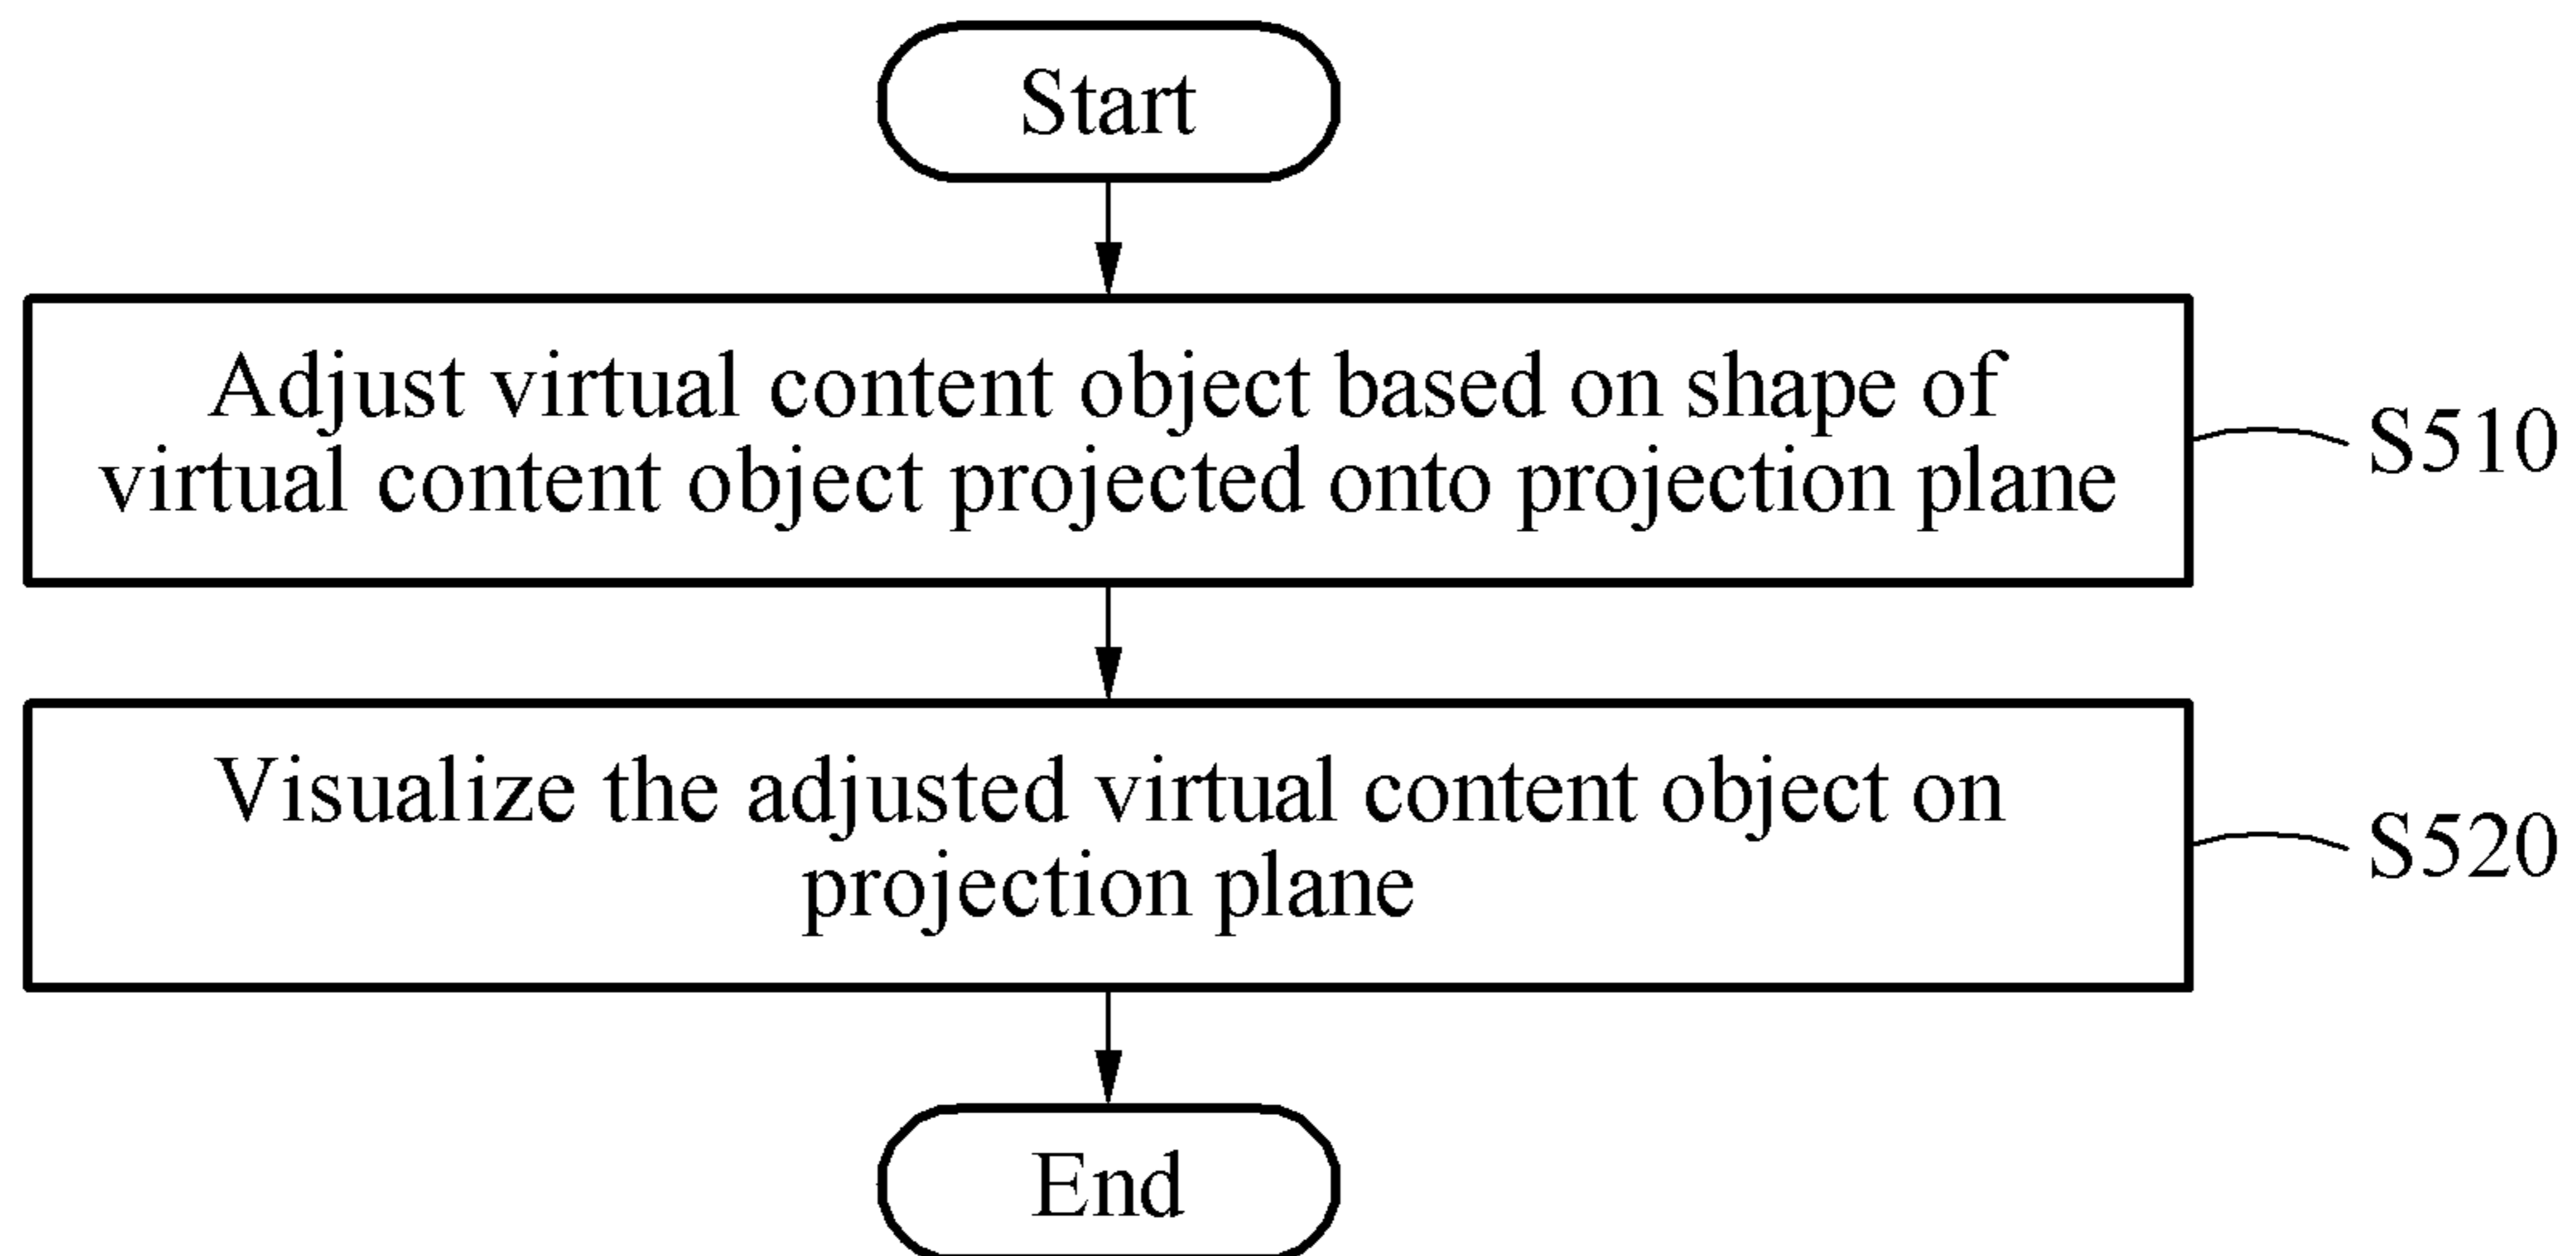 Start
Adjust virtual content object based on shape of
virtual content object projected onto projection plane
S510
Visualize the adjusted virtual content object on
projection plane
S520
End